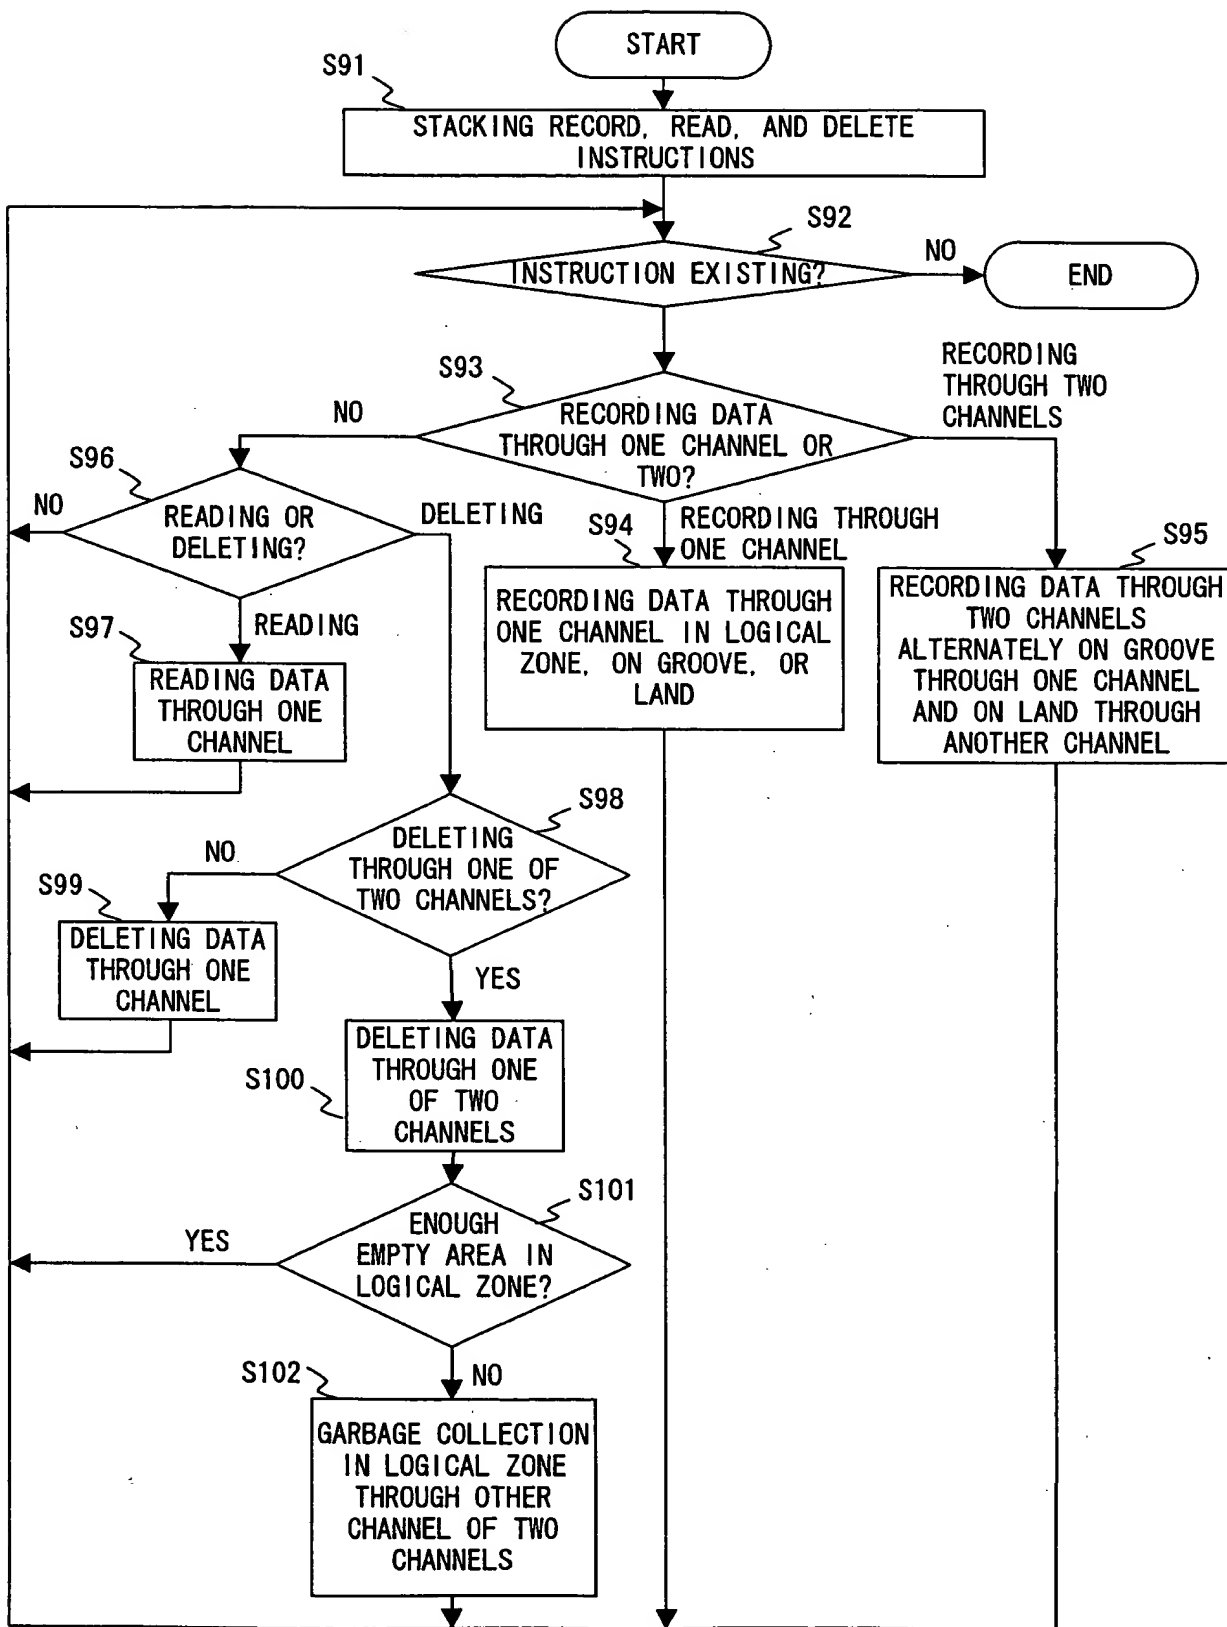 START
S91
STACKING RECORD, READ, AND DELETE
INSTRUCTIONS
S92
INSTRUCTION EXISTING?
NO
END
S93
RECORDING DATA
THROUGH ONE CHANNEL OR
TWO?
NO
RECORDING
THROUGH TWO
CHANNELS
S96
READING OR
DELETING?
NO
DELETING
S94
RECORDING THROUGH
ONE CHANNEL
S95
RECORDING DATA THROUGH
ONE CHANNEL IN LOGICAL
ZONE, ON GROOVE, OR
LAND
RECORDING DATA THROUGH
TWO CHANNELS
ALTERNATELY ON GROOVE
THROUGH ONE CHANNEL
AND ON LAND THROUGH
ANOTHER CHANNEL
S97
READING
READING DATA
THROUGH ONE
CHANNEL
S98
DELETING
THROUGH ONE OF
TWO CHANNELS?
NO
S99
DELETING DATA
THROUGH ONE
CHANNEL
YES
S100
DELETING DATA
THROUGH ONE
OF TWO
CHANNELS
S101
ENOUGH
EMPTY AREA IN
LOGICAL ZONE?
YES
NO
S102
GARBAGE COLLECTION
IN LOGICAL ZONE
THROUGH OTHER
CHANNEL OF TWO
CHANNELS